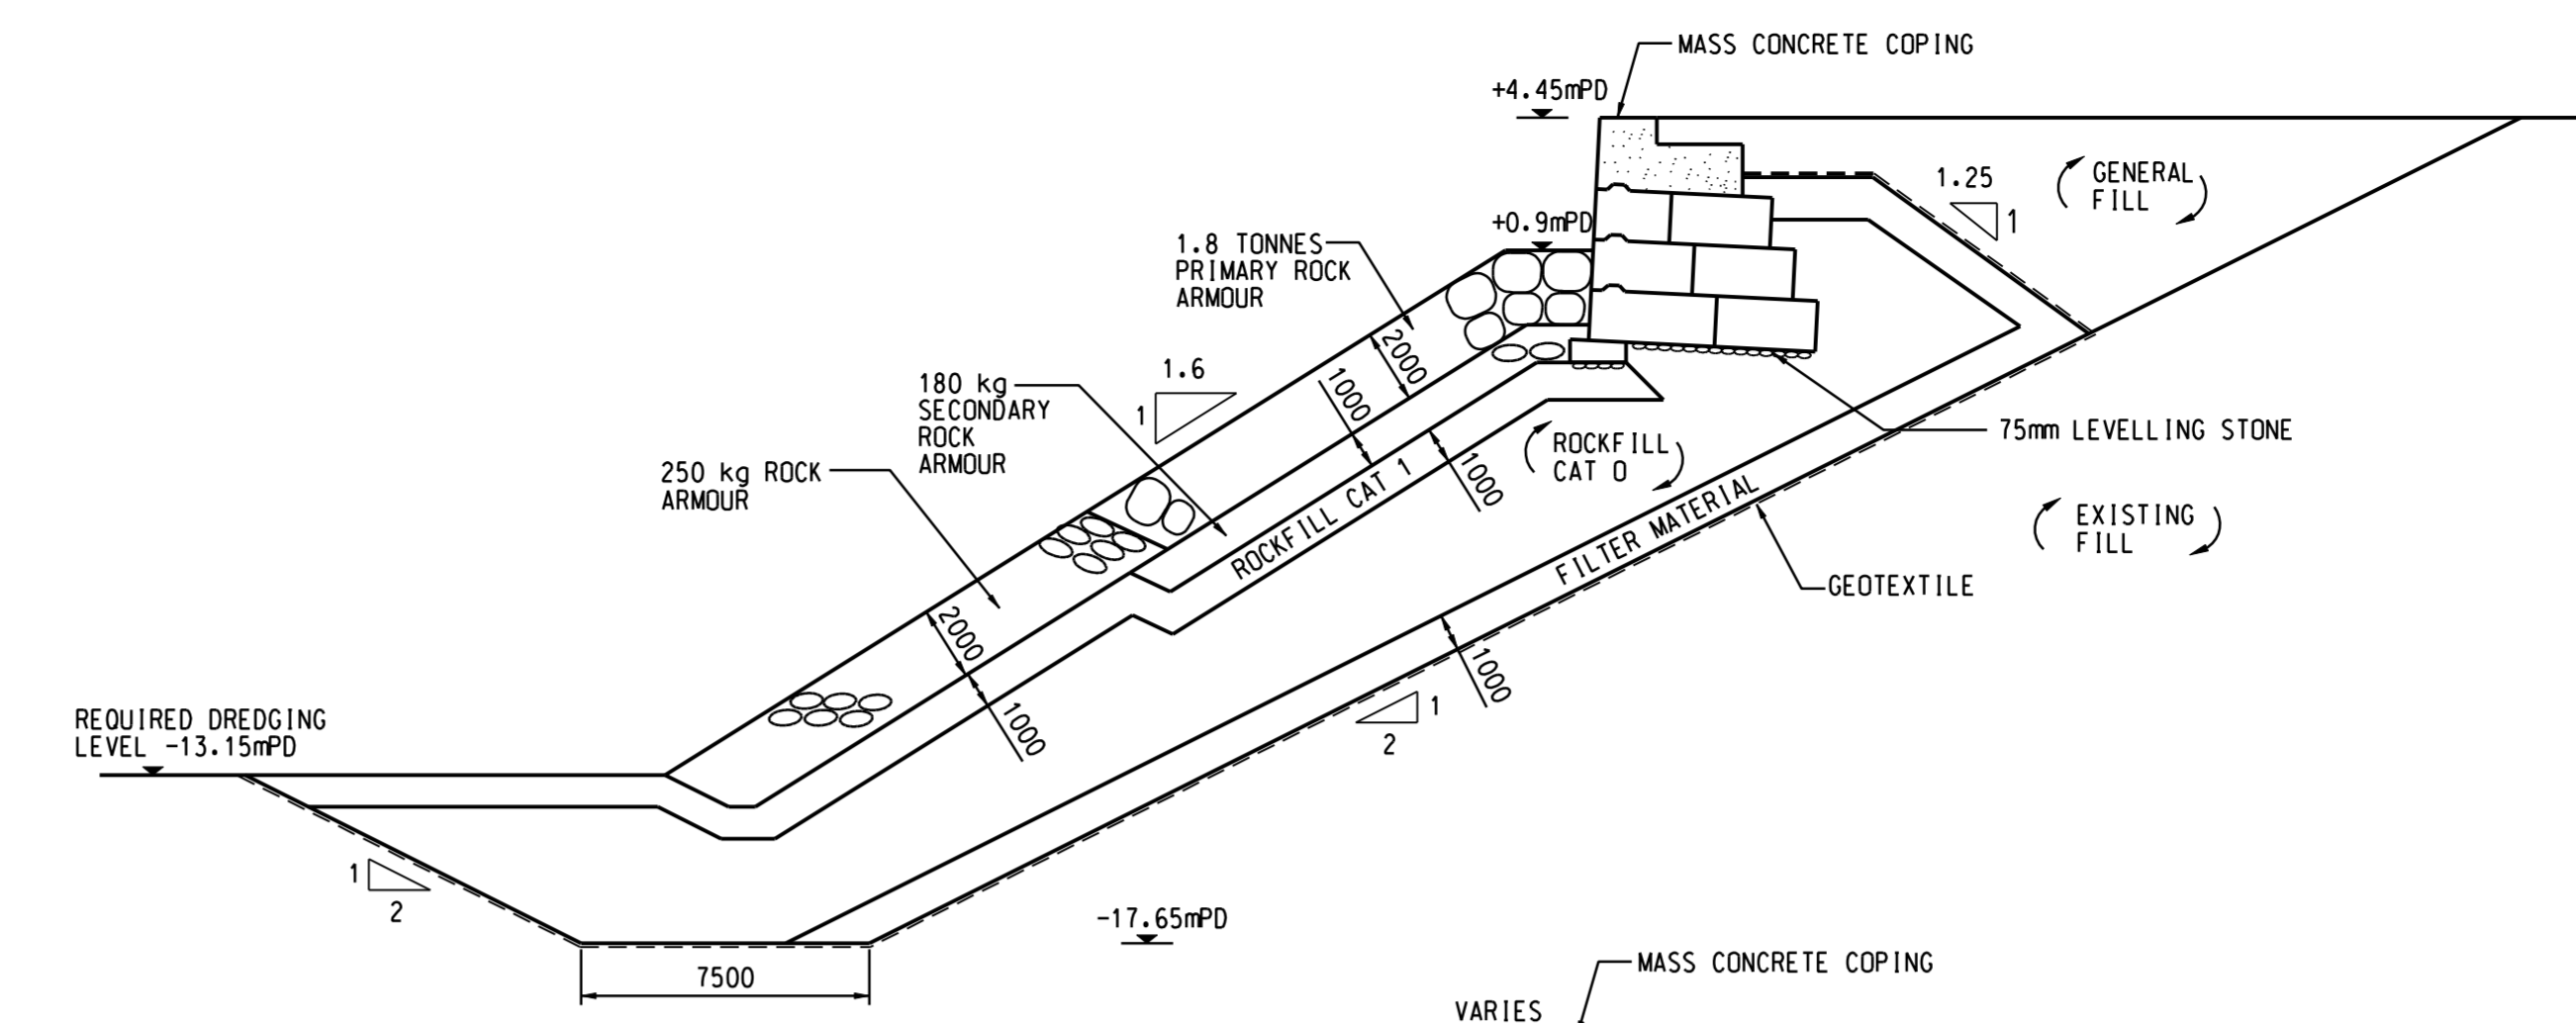 MASS CONCRETE COPING
+4.45mPD
1.25
1
GENERAL
FILL
+0.9mPD
1.8 TONNES
PRIMARY ROCK
ARMOUR
2000
1000
1.6
1
180 kg
SECONDARY
ROCK
ARMOUR
75mm LEVELLING STONE
ROCKFILL
CAT 0
1000
ROCKFILL CAT 1
250 kg ROCK
ARMOUR
FILTER MATERIAL
EXISTING
FILL
GEOTEXTILE
2000
1000
1000
1
2
REQUIRED DREDGING
LEVEL -13.15mPD
1
2
-17.65mPD
7500
MASS CONCRETE COPING
VARIES